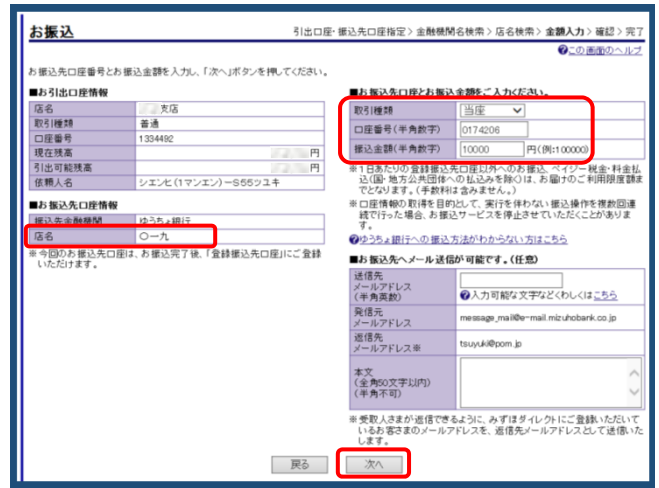 お振込
引出口座・振込先口座指定＞金融機関名検索＞店名検索＞金額入力＞確認＞完了
この画面のヘルプ
お振込先口座番号とお振込金額を入力し、「次へ」ボタンを押してください。
■お引出口座情報
店名 支店
取引種類 普通
口座番号 1334492
現在残高 円
引出可能残高 円
依頼人名 シエンヒ(1マンエン)ーS55ツユキ
■お振込先口座情報
振込先金融機関 ゆうちょ銀行
店名 〇一九
※今回のお振込先口座は、お振込完了後、「登録振込先口座」にご登録
いただけます。
■お振込先口座とお振込金額をご入力ください。
取引種類 当座
口座番号(半角数字) 0174206
振込金額(半角数字) 10000 円(例:100000)
※1日あたりの登録振込先口座以外へのお振込、ペイジー税金・料金払
込(国・地方公共団体への払込みを除く)は、お届けのご利用限度額ま
でとなります。(手数料は含みません。)
※口座情報の取得を目的として、実行を伴わない振込操作を複数回連
続で行った場合、お振込サービスを停止させていただくことがありま
す。
ゆうちょ銀行への振込方法がわからない方はこちら
■お振込先へメール送信が可能です。(任意)
送信先
メールアドレス
(半角英数)
入力可能な文字などくわしくはこちら
発信元
メールアドレス
message_mail@e-mail.mizuhobank.co.jp
返信先
メールアドレス※
tsuyuki@pom.jp
本文
(全角50文字以内)
(半角不可)
※受取人さまが返信できるように、みずほダイレクトにご登録いただいて
いるお客さまのメールアドレスを、返信先メールアドレスとして送信いた
します。
戻る
次へ